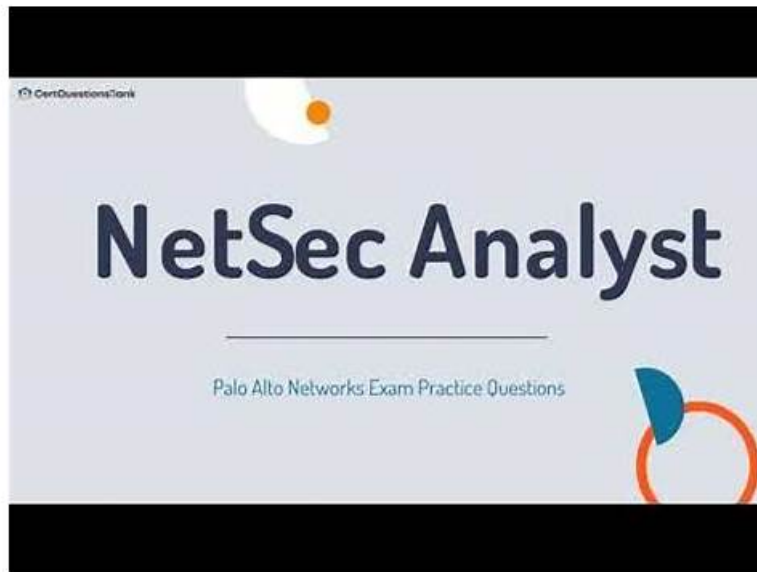 CertQuestionsBank
NetSec Analyst
Palo Alto Networks Exam Practice Questions